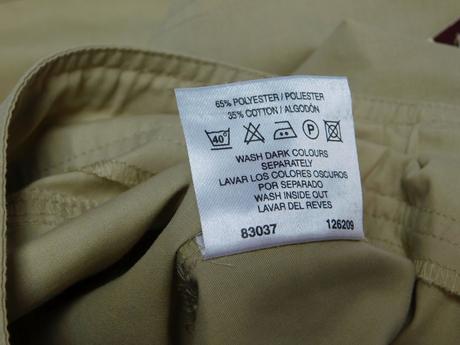 65% POLYESTER / POLIESTER
35% COTTON / ALGODÓN
40° P
WASH DARK COLOURS
SEPARATELY
LAVAR LOS COLORES OSCUROS
POR SEPARADO
WASH INSIDE OUT
LAVAR DEL REVES
83037 126209